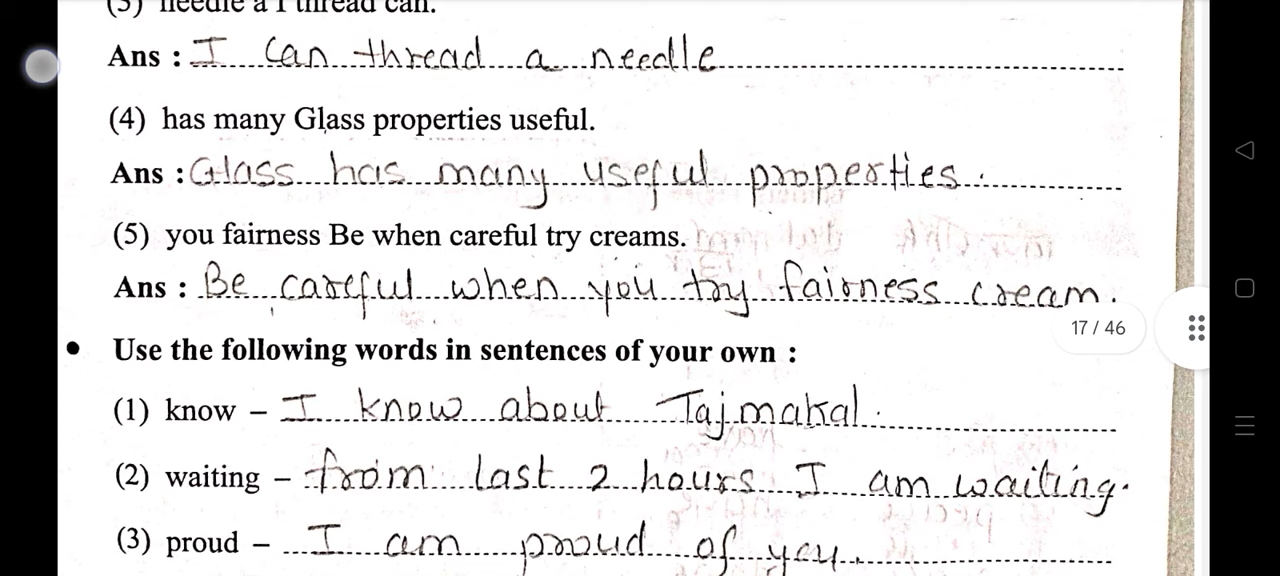 (3) needle a I thread can.
Ans : I can thread a needle
(4) has many Glass properties useful.
Ans : Glass has many useful properties.
(5) you fairness Be when careful try creams.
Ans : Be careful when you try fairness cream.
17 / 46
• Use the following words in sentences of your own :
(1) know – I know about Tajmahal.
(2) waiting – from last 2 hours I am waiting.
(3) proud – I am proud of you.